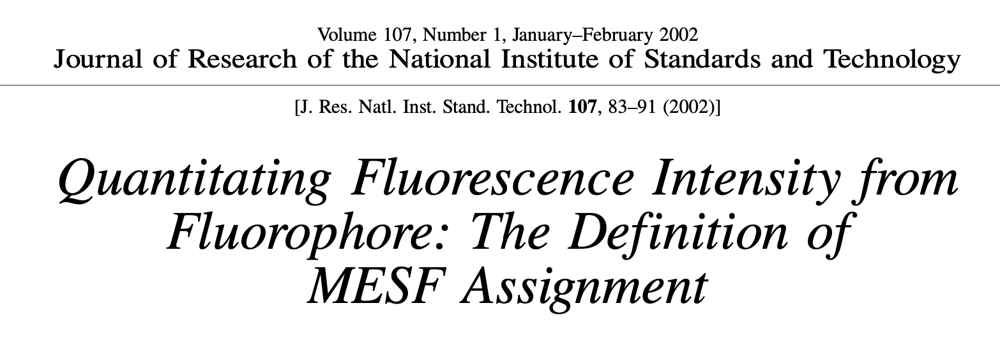 Volume 107, Number 1, January–February 2002
Journal of Research of the National Institute of Standards and Technology
[J. Res. Natl. Inst. Stand. Technol. 107, 83–91 (2002)]
Quantitating Fluorescence Intensity from
Fluorophore: The Definition of
MESF Assignment